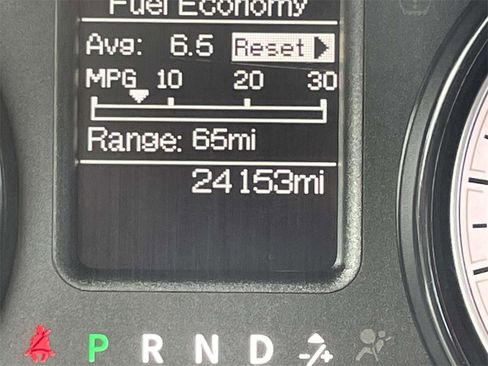 Fuel Economy
Avg: 6.5 Reset
MPG 10 20 30
Range: 65mi
24153mi
P R N D